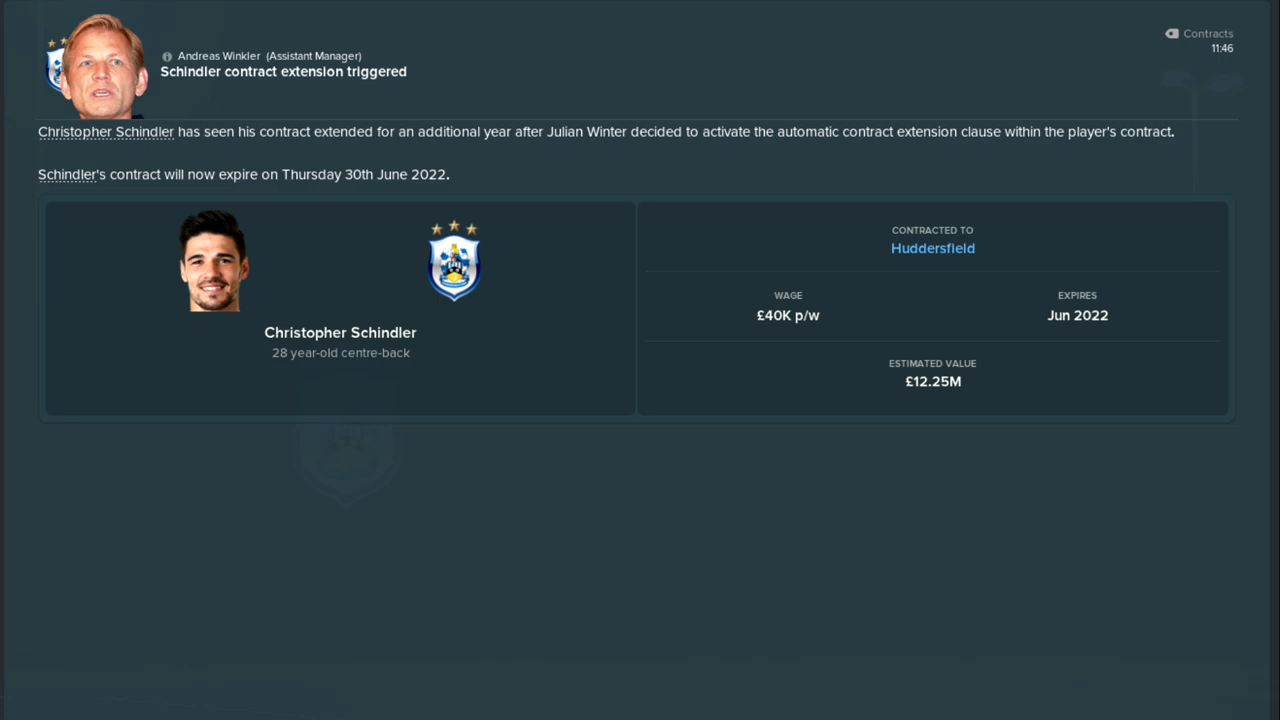 Contracts
Andreas Winkler (Assistant Manager)
11:46
Schindler contract extension triggered
Christopher Schindler has seen his contract extended for an additional year after Julian Winter decided to activate the automatic contract extension clause within the player's contract.
Schindler's contract will now expire on Thursday 30th June 2022.
Christopher Schindler
28 year-old centre-back
CONTRACTED TO
Huddersfield
WAGE
£40K p/w
EXPIRES
Jun 2022
ESTIMATED VALUE
£12.25M